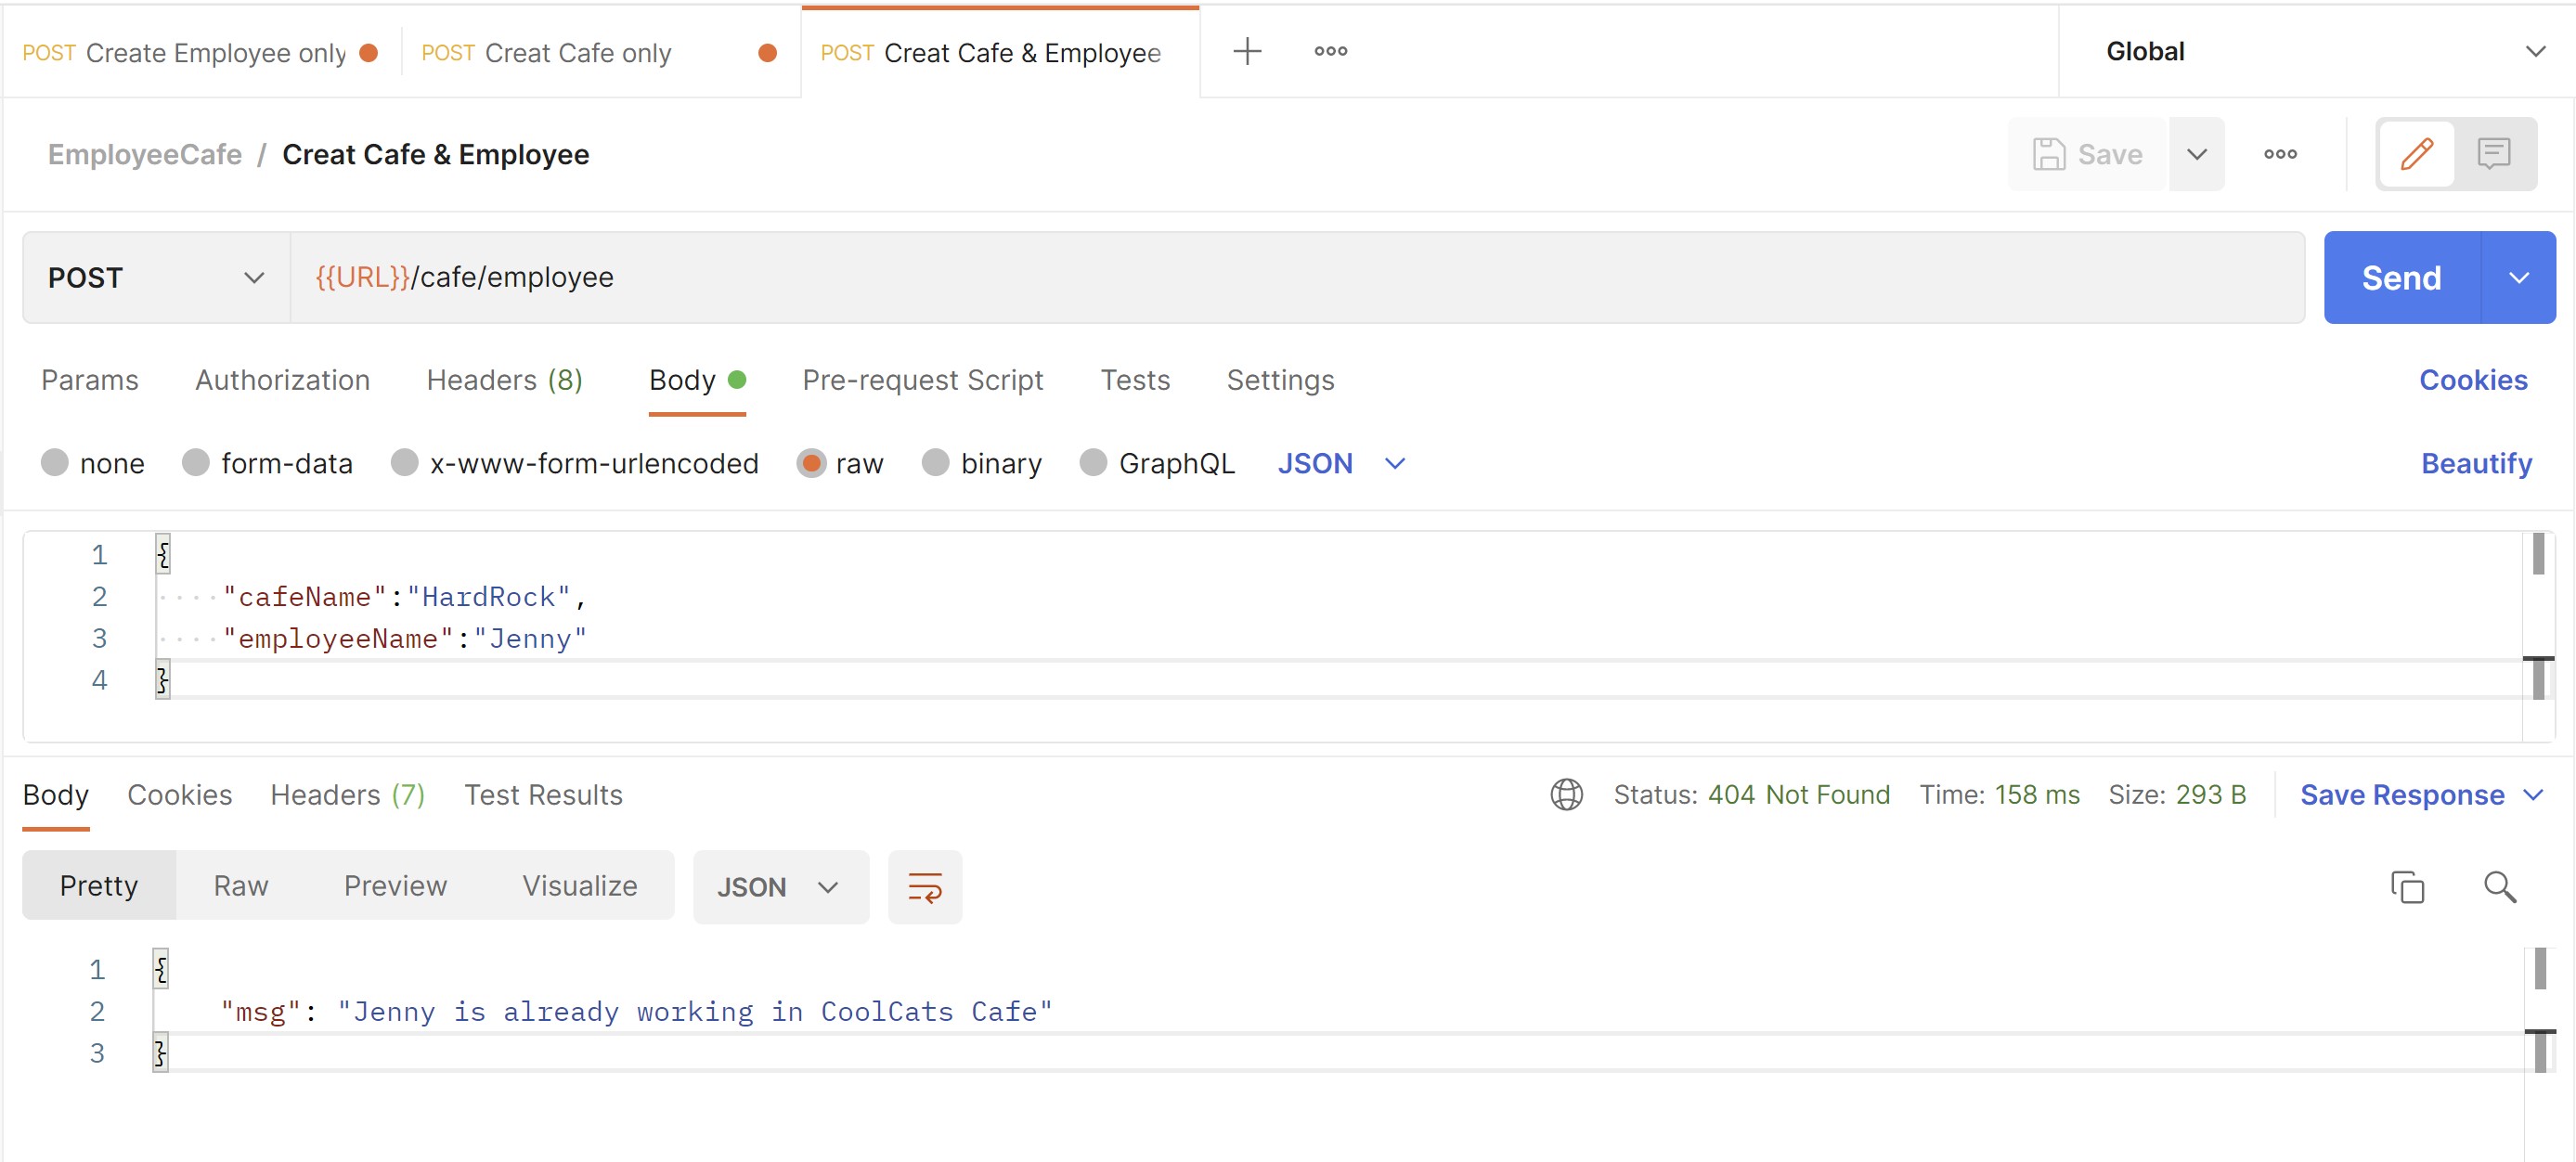 POST Create Employee only POST Creat Cafe only POST Creat Cafe & Employee Global
EmployeeCafe / Creat Cafe & Employee Save
POST {{URL}}/cafe/employee Send
Params Authorization Headers (8) Body Pre-request Script Tests Settings Cookies
none form-data x-www-form-urlencoded raw binary GraphQL JSON Beautify
1 {
2 "cafeName":"HardRock",
3 "employeeName":"Jenny"
4 }
Body Cookies Headers (7) Test Results Status: 404 Not Found Time: 158 ms Size: 293 B Save Response
Pretty Raw Preview Visualize JSON
1 {
2 "msg": "Jenny is already working in CoolCats Cafe"
3 }